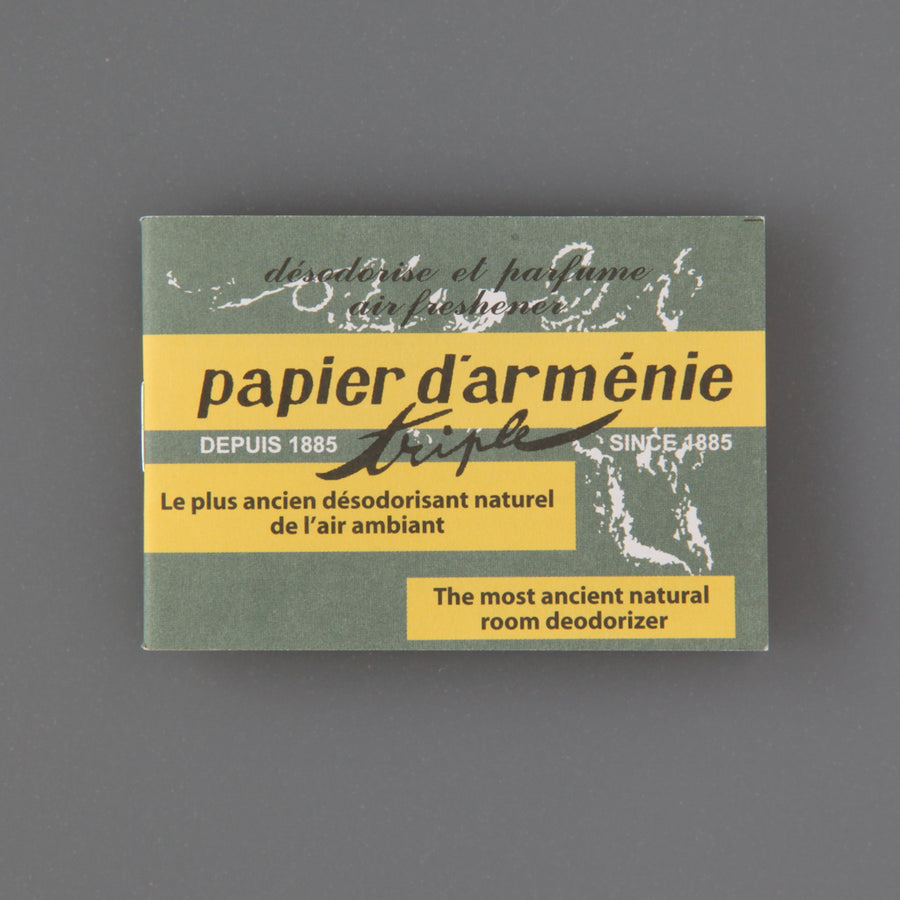 désodorise et parfume
air freshener
papier d'arménie
triple
DEPUIS 1885
SINCE 1885
Le plus ancien désodorisant naturel
de l'air ambiant
The most ancient natural
room deodorizer